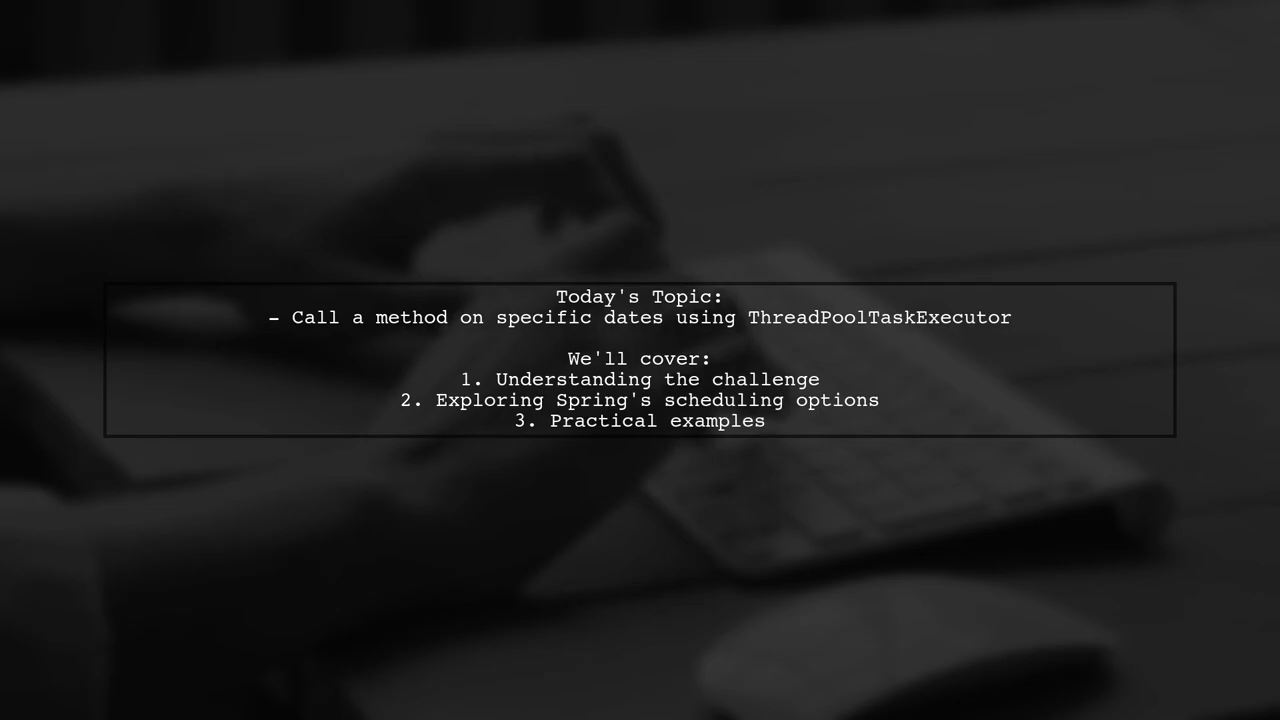 Today's Topic:
- Call a method on specific dates using ThreadPoolTaskExecutor
We'll cover:
1. Understanding the challenge
2. Exploring Spring's scheduling options
3. Practical examples